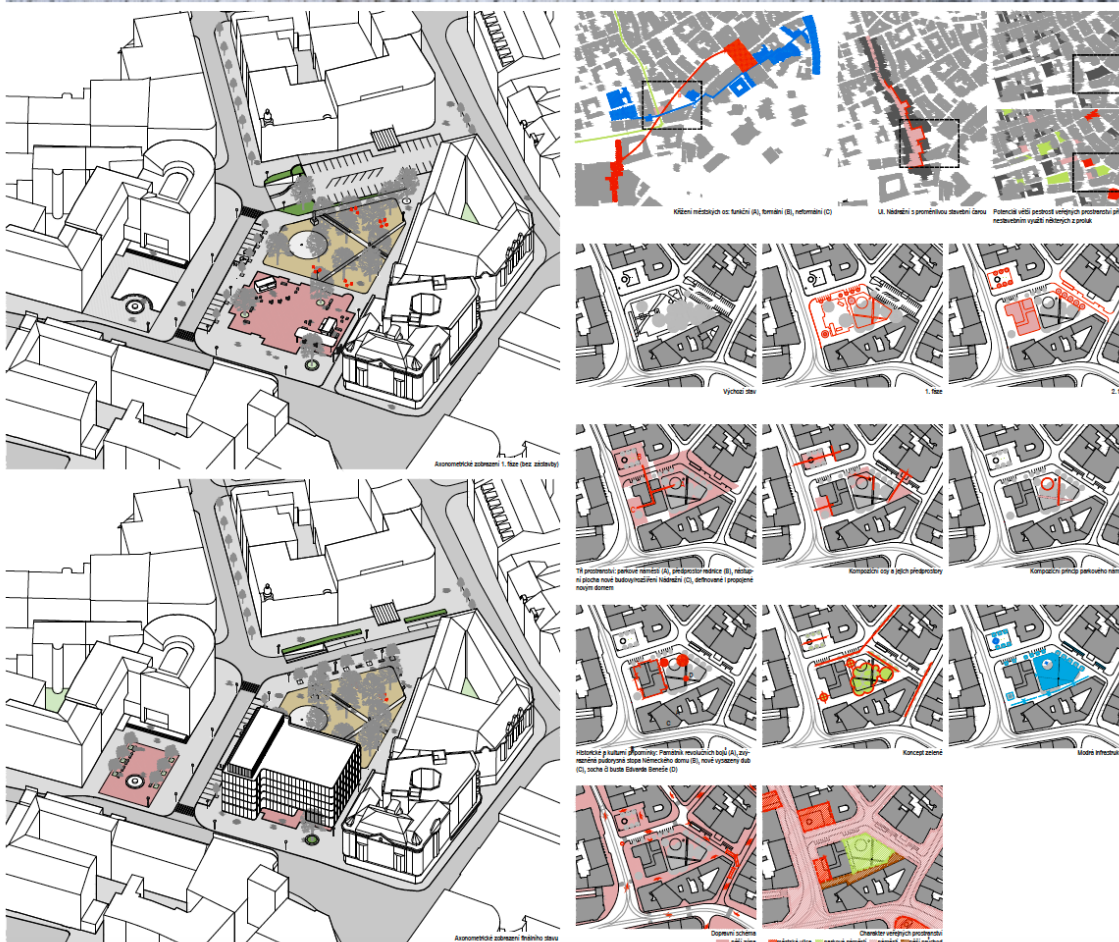 Křížení městských os: funkční (A), formální (B), neformální (C)
Ul. Nádražní s proměnlivou stavební čarou
Potenciál větší pestrosti veřejných prostranství
nestavebním využití některých z proluk
Výchozí stav
1. fáze
2.
Axonometrické zobrazení 1. fáze (bez zástavby)
Tři prostranství: parkové náměstí (A), předprostor radnice (B), nástup-
ní plocha nové budovy/rozšíření Nádražní (C), definované i propojené
novým domem
Kompoziční osy a jejich předprostory
Kompoziční princip parkového
Historické a kulturní připomínky: Památník revolučních bojů (A), zvý-
razněná půdorysná stopa Německého domu (B), nově vysazený dub
(C), socha či busta Edvarda Beneše (D)
Koncept zeleně
Modrá
Axonometrické zobrazení finálního stavu
Dopravní schéma
Charakter veřejných prostranství